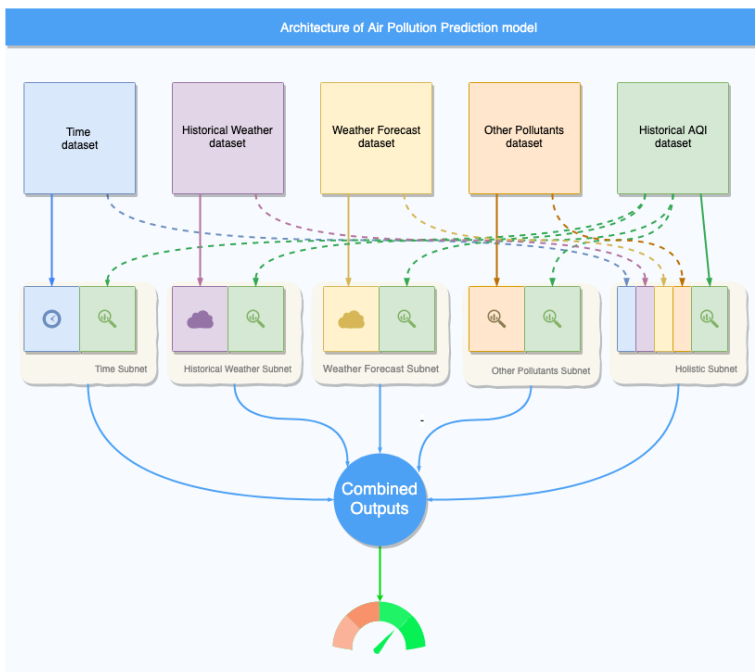 Architecture of Air Pollution Prediction model
Time
dataset
Historical Weather
dataset
Weather Forecast
dataset
Other Pollutants
dataset
Historical AQI
dataset
Time Subnet
Historical Weather Subnet
Weather Forecast Subnet
Other Pollutants Subnet
Holistic Subnet
Combined
Outputs